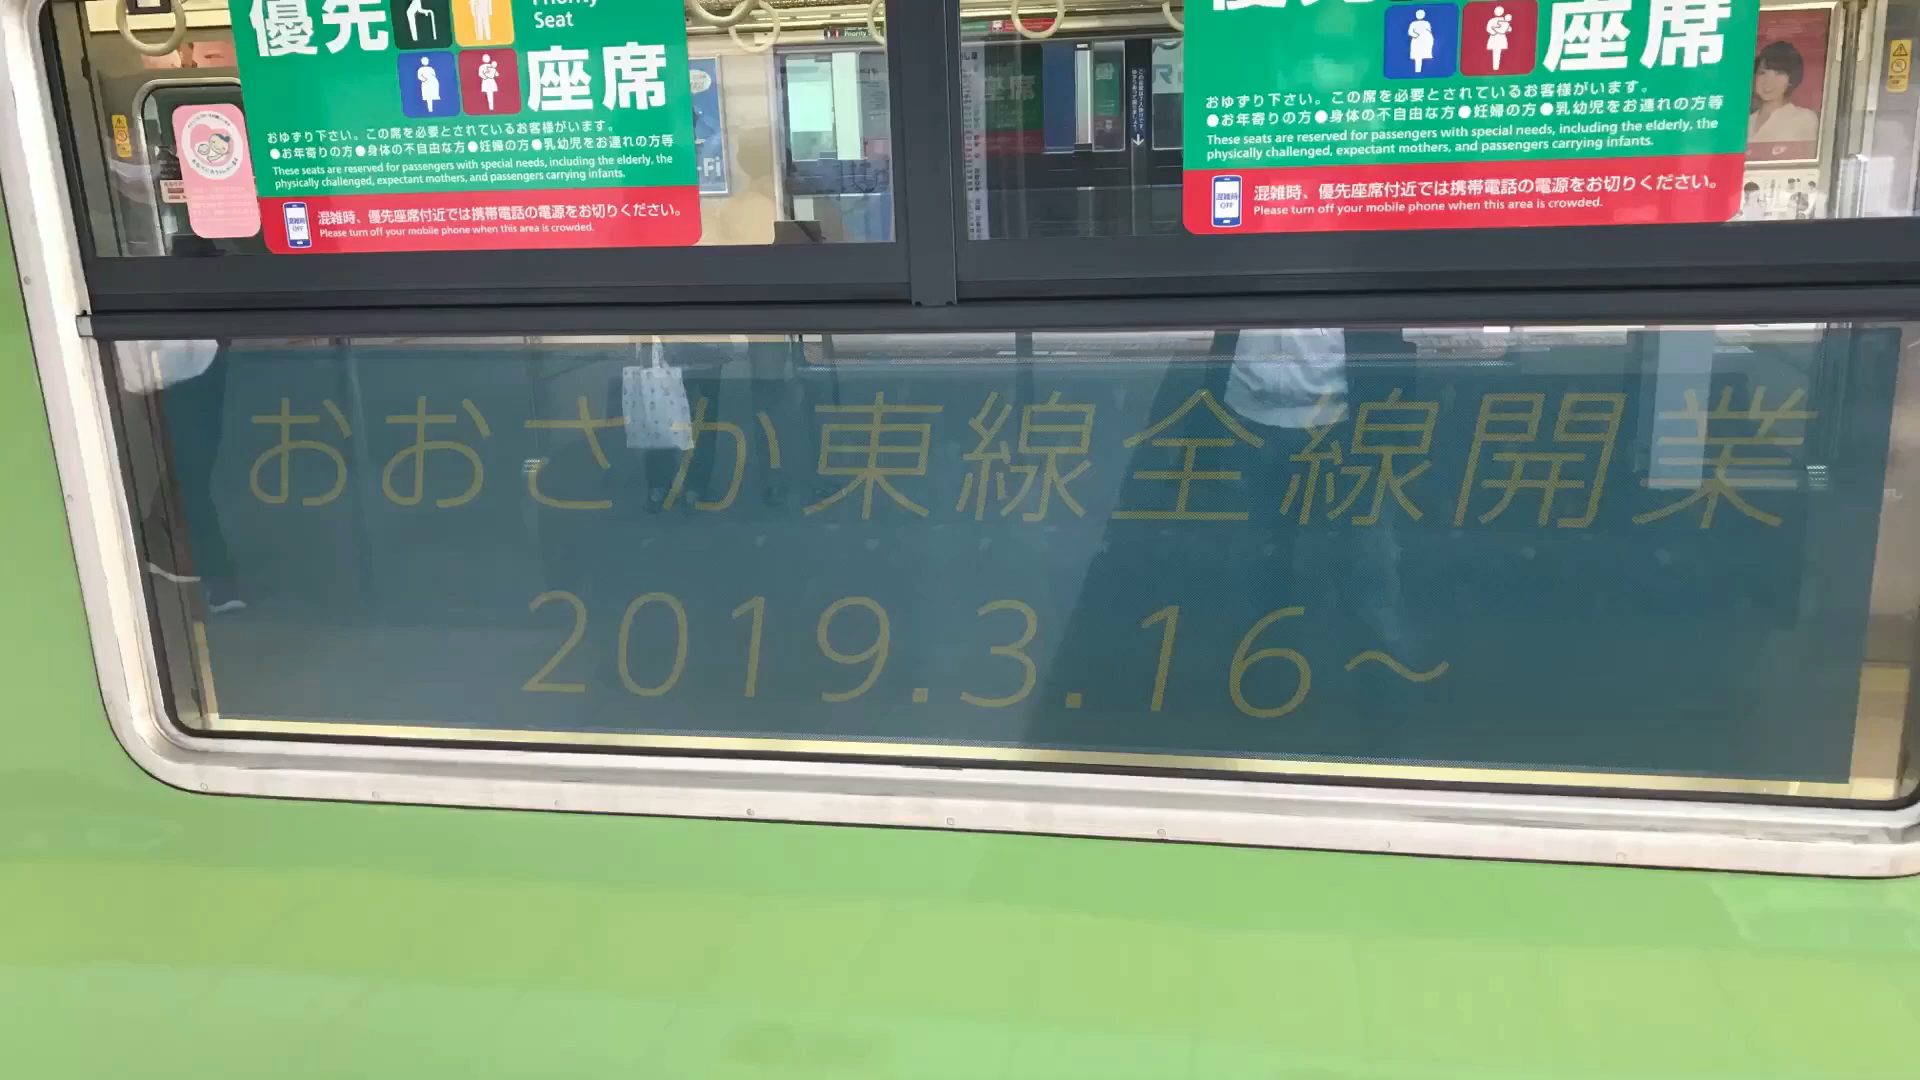 優先
Priority
Seat
座席
おゆずり下さい。この席を必要とされているお客様がいます。
●お年寄りの方●身体の不自由な方●妊婦の方●乳幼児をお連れの方等
These seats are reserved for passengers with special needs, including the elderly, the
physically challenged, expectant mothers, and passengers carrying infants.
混雑時
OFF
混雑時、優先座席付近では携帯電話の電源をお切りください。
Please turn off your mobile phone when this area is crowded.
座席
おゆずり下さい。この席を必要とされているお客様がいます。
●お年寄りの方●身体の不自由な方●妊婦の方●乳幼児をお連れの方等
These seats are reserved for passengers with special needs, including the elderly, the
physically challenged, expectant mothers, and passengers carrying infants.
混雑時
OFF
混雑時、優先座席付近では携帯電話の電源をお切りください。
Please turn off your mobile phone when this area is crowded.
-Fi
おおさか東線全線開業
2019.3.16～